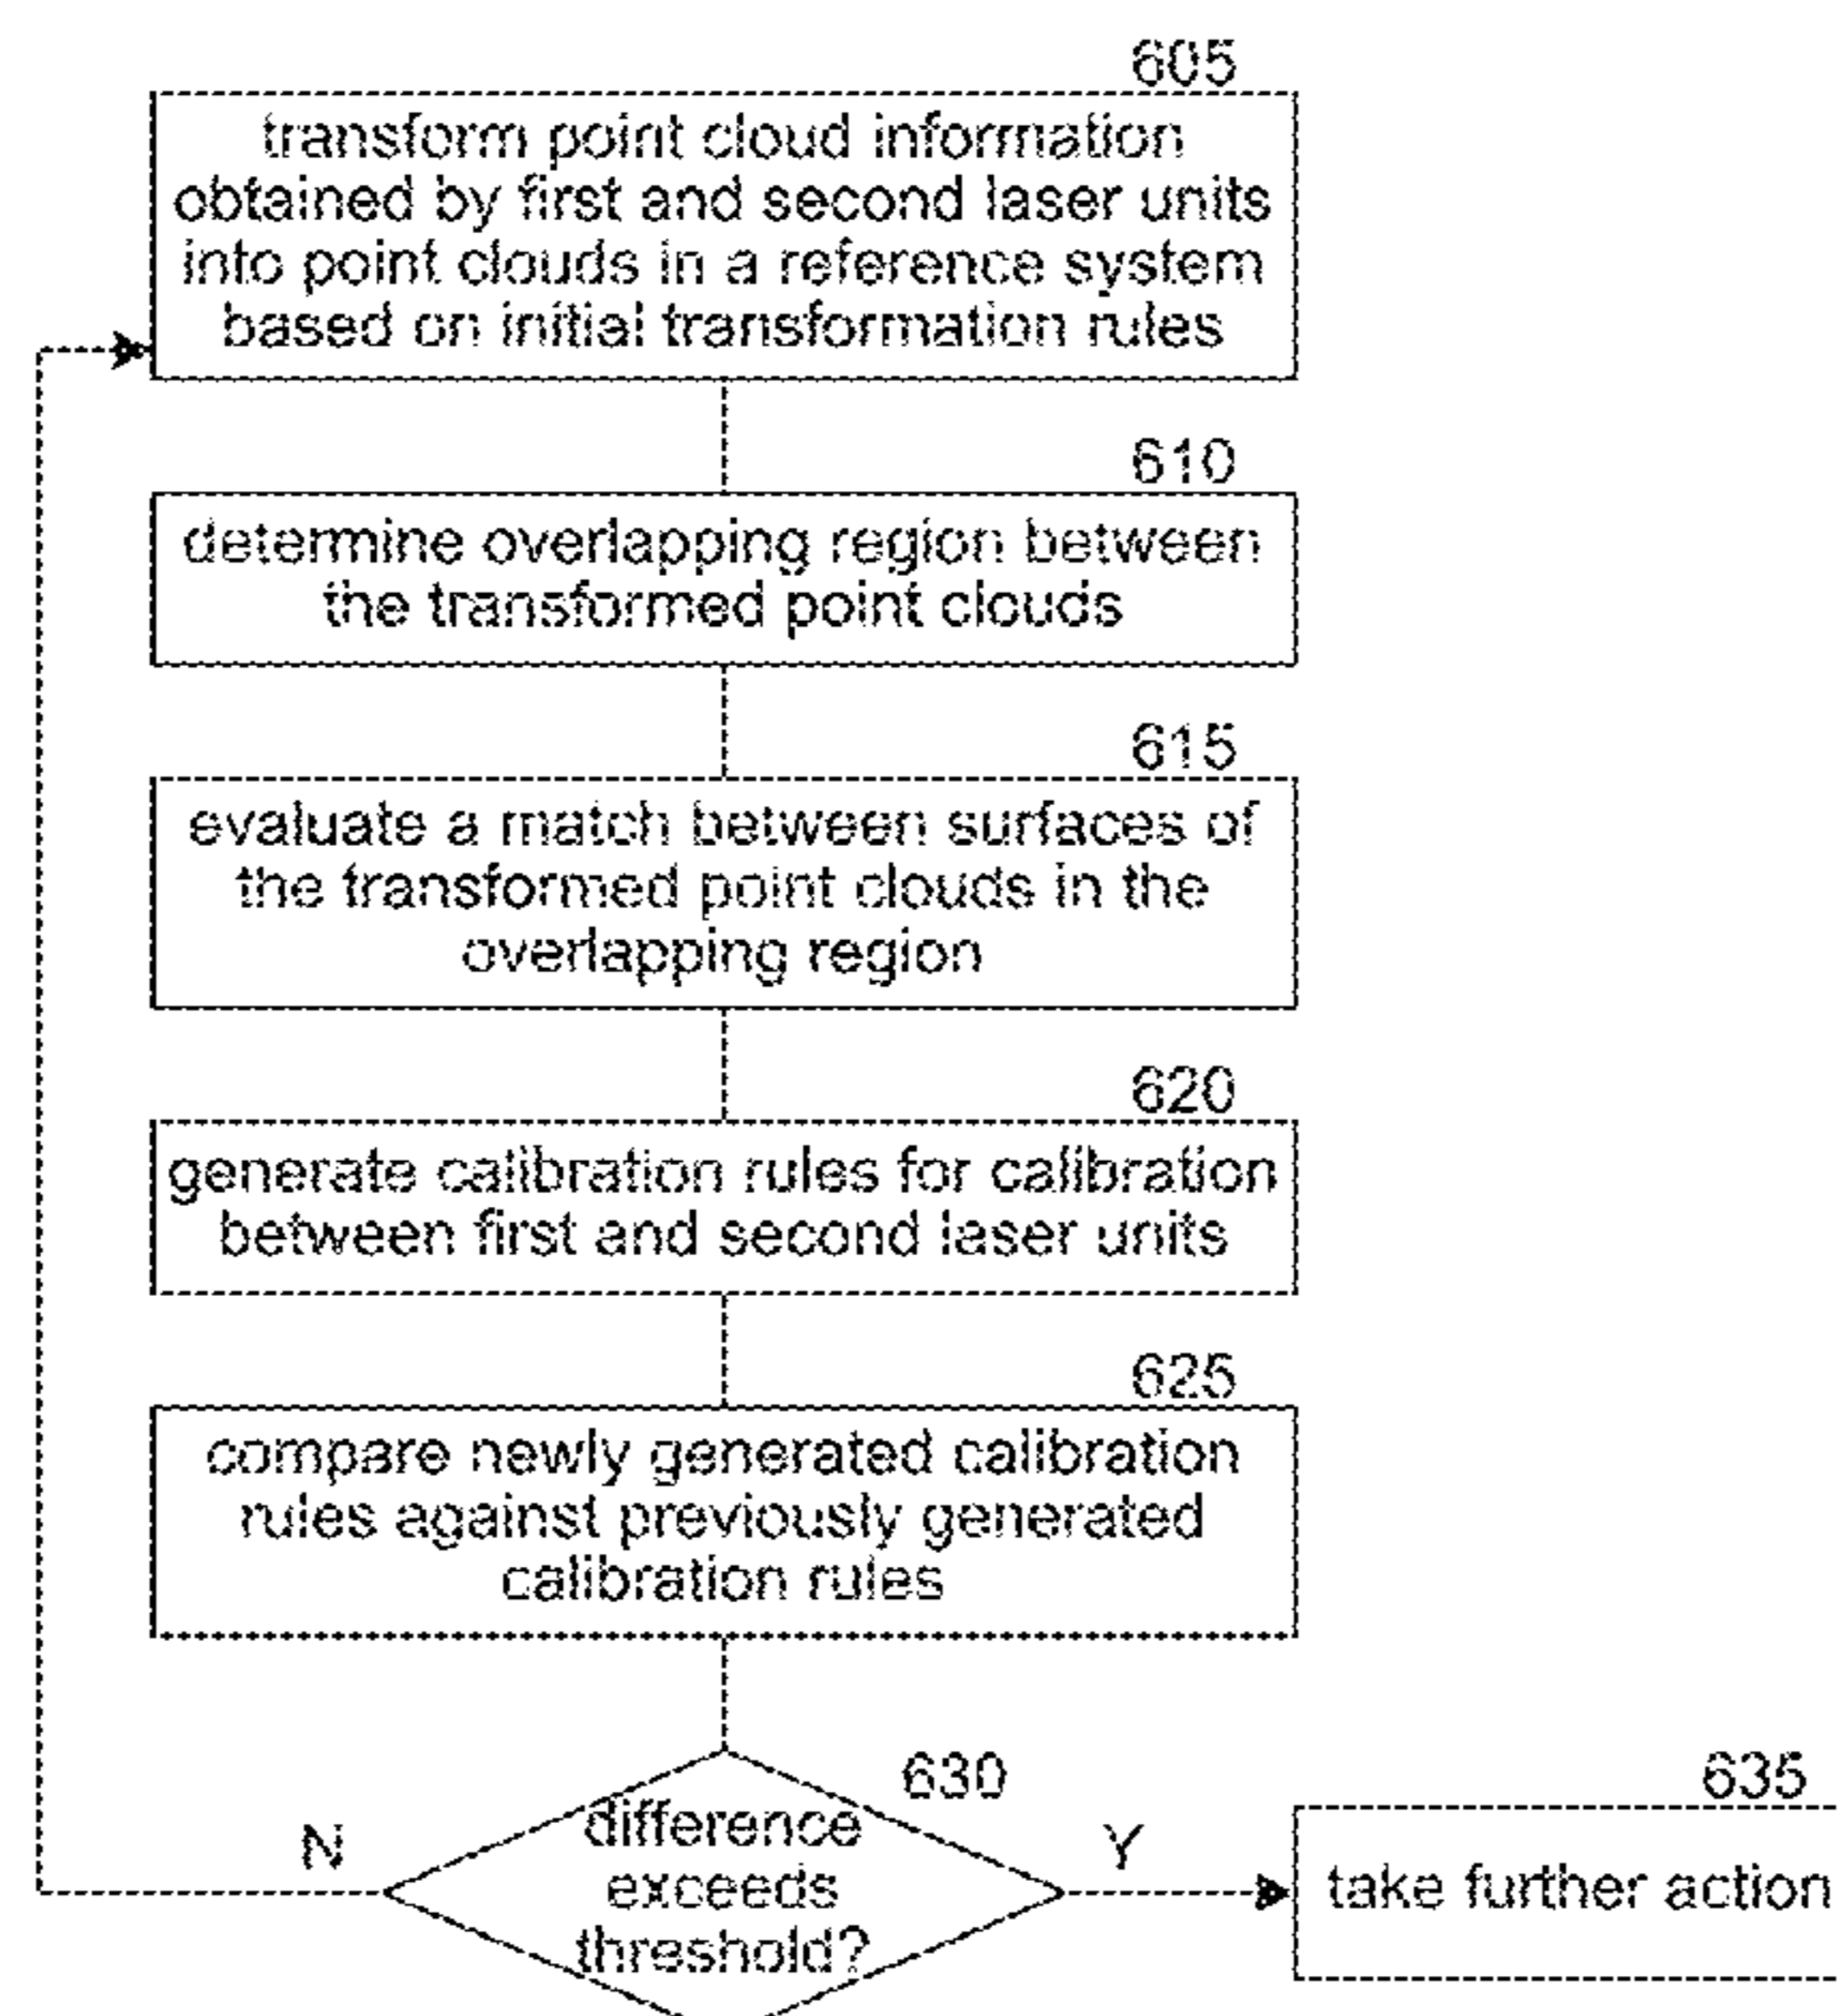 605
transform point cloud information
obtained by first and second laser units
into point clouds in a reference system
based on initial transformation rules
610
determine overlapping region between
the transformed point clouds
615
evaluate a match between surfaces of
the transformed point clouds in the
overlapping region
620
generate calibration rules for calibration
between first and second laser units
625
compare newly generated calibration
rules against previously generated
calibration rules
630
635
difference
exceeds
threshold?
N
Y
take further action